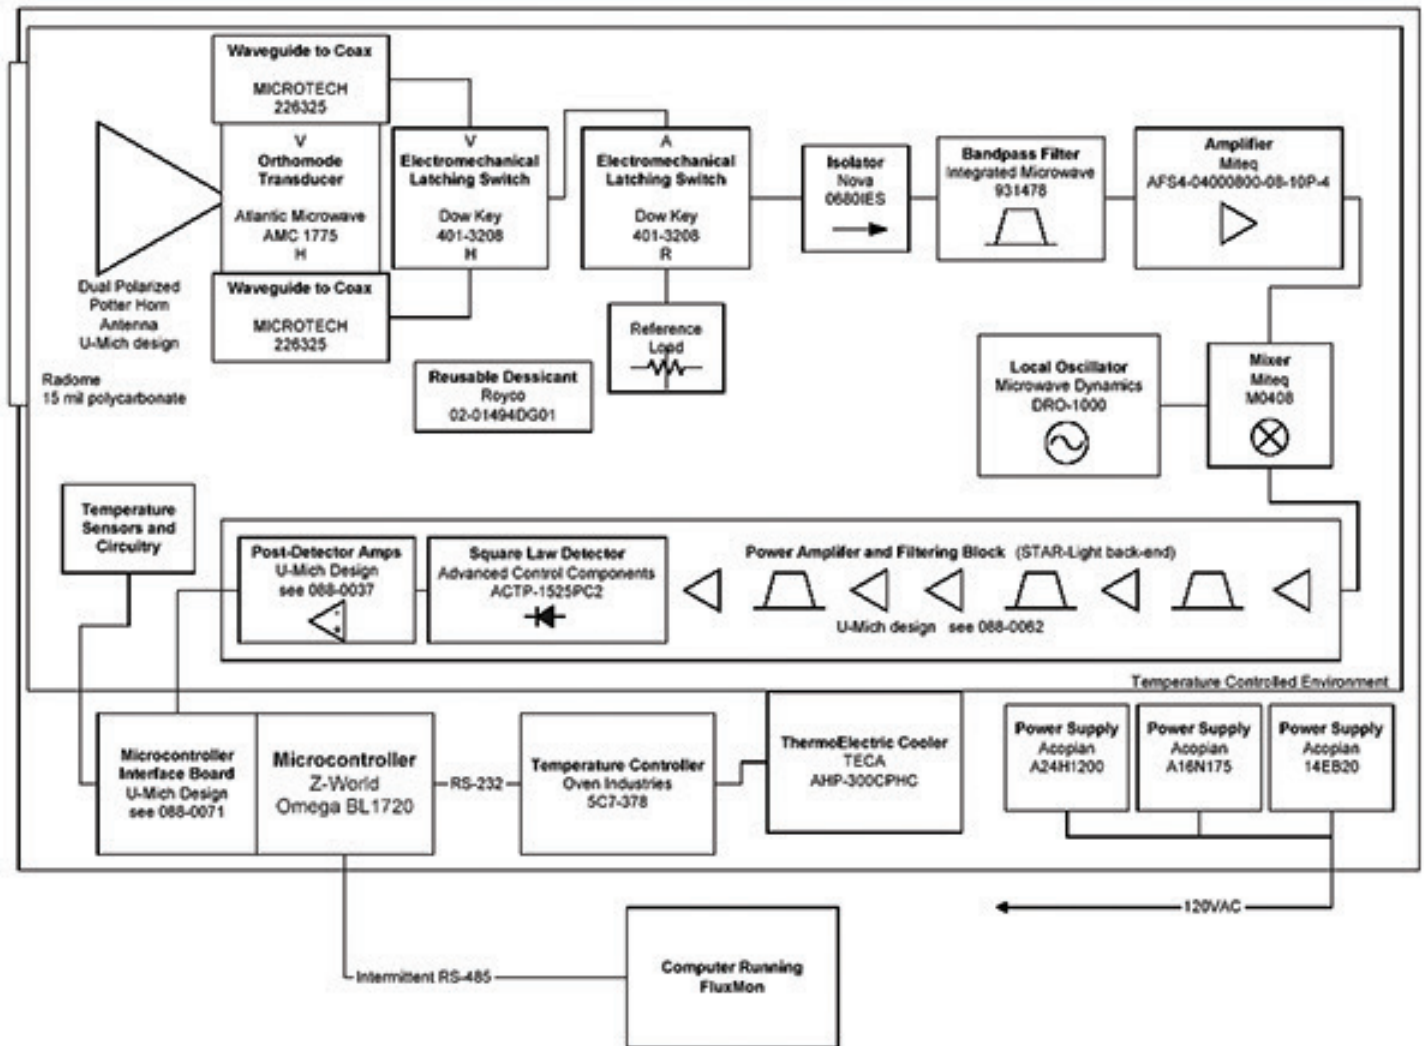 Waveguide to Coax
MICROTECH
226325
V
Orthomode
Transducer
Atlantic Microwave
AMC 1775
H
Waveguide to Coax
MICROTECH
226325
Dual Polarized
Potter Horn
Antenna
U-Mich design
Radome
15 mil polycarbonate
V
Electromechanical
Latching Switch
Dow Key
401-3208
H
A
Electromechanical
Latching Switch
Dow Key
401-3208
R
Reference
Load
Reusable Dessicant
Royco
02-01494DG01
Isolator
Nova
0680IES
Bandpass Filter
Integrated Microwave
931478
Amplifier
Miteq
AFS4-04000800-08-10P-4
Local Oscillator
Microwave Dynamics
DRO-1000
Mixer
Miteq
M0408
Temperature
Sensors and
Circuitry
Post-Detector Amps
U-Mich Design
see 088-0037
Square Law Detector
Advanced Control Components
ACTP-1525PC2
Power Amplifer and Filtering Block (STAR-Light back-end)
U-Mich design see 088-0062
Temperature Controlled Environment
Microcontroller
Interface Board
U-Mich Design
see 088-0071
Microcontroller
Z-World
Omega BL1720
RS-232
Temperature Controller
Oven Industries
5C7-378
ThermoElectric Cooler
TECA
AHP-300CPHC
Power Supply
Acopian
A24H1200
Power Supply
Acopian
A16N175
Power Supply
Acopian
14EB20
120VAC
Intermittent RS-485
Computer Running
FluxMon